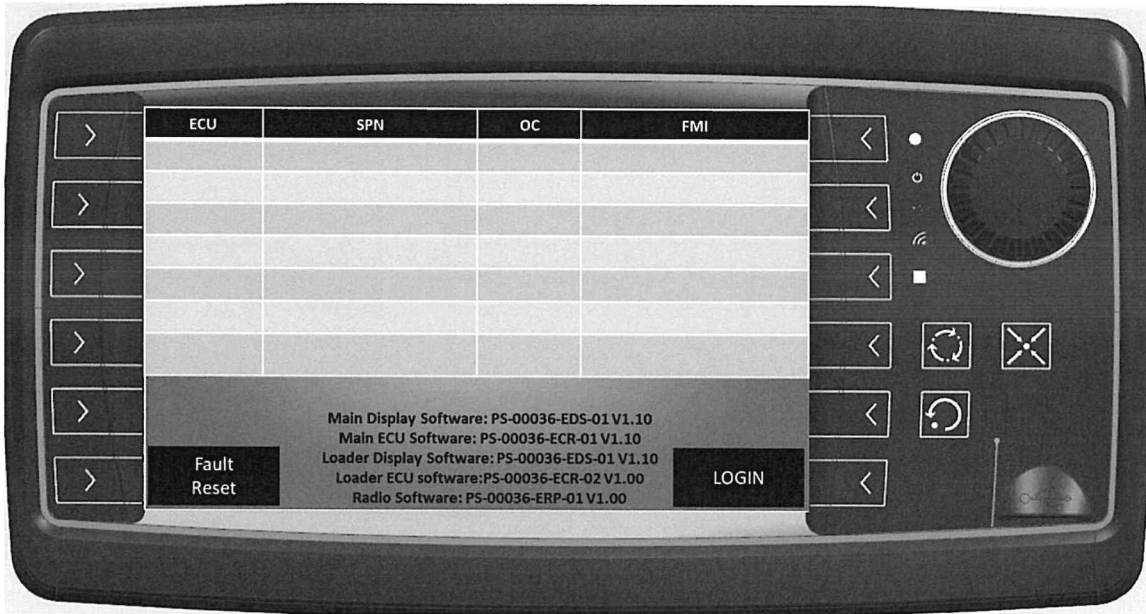 ECU SPN OC FMI
Main Display Software: PS-00036-EDS-01 V1.10
Main ECU Software: PS-00036-ECR-01 V1.10
Loader Display Software: PS-00036-EDS-01 V1.10
Loader ECU software:PS-00036-ECR-02 V1.00
Radio Software: PS-00036-ERP-01 V1.00
Fault
Reset
LOGIN